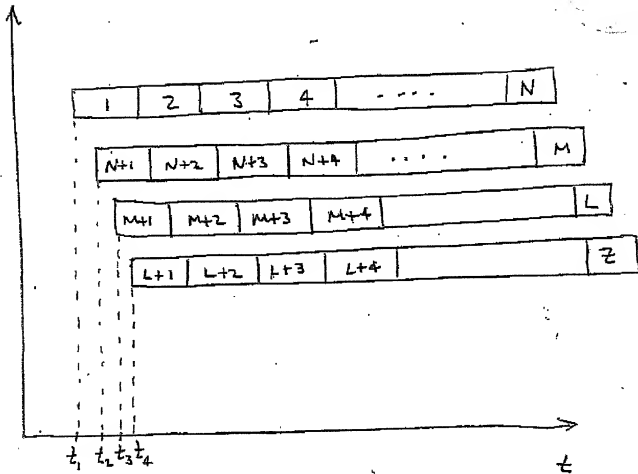 1 2 3 4 .... N
N+1 N+2 N+3 N+4 .... M
M+1 M+2 M+3 M+4 L
L+1 L+2 L+3 L+4 Z
t₁ t₂ t₃ t₄ t